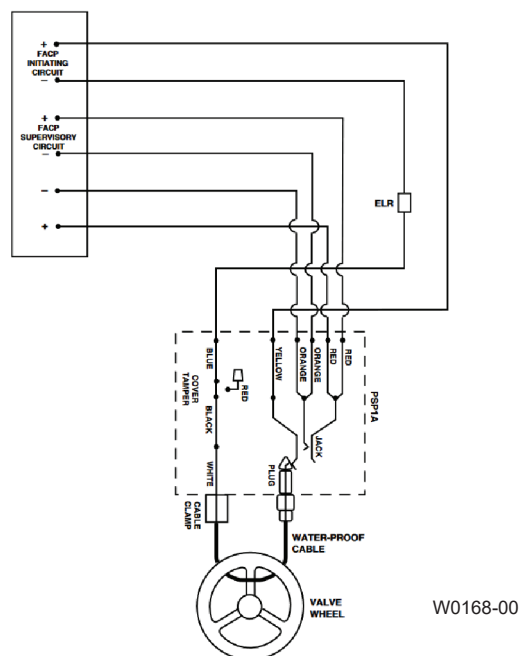 +
FACP
INITIATING
CIRCUIT
−
+
FACP
SUPERVISORY
CIRCUIT
−
−
+
ELR
BLUE
YELLOW
ORANGE
ORANGE
RED
RED
PSP1A
COVER
TAMPER
RED
BLACK
JACK
WHITE
PLUG
CABLE
CLAMP
WATER-PROOF
CABLE
VALVE
WHEEL
W0168-00